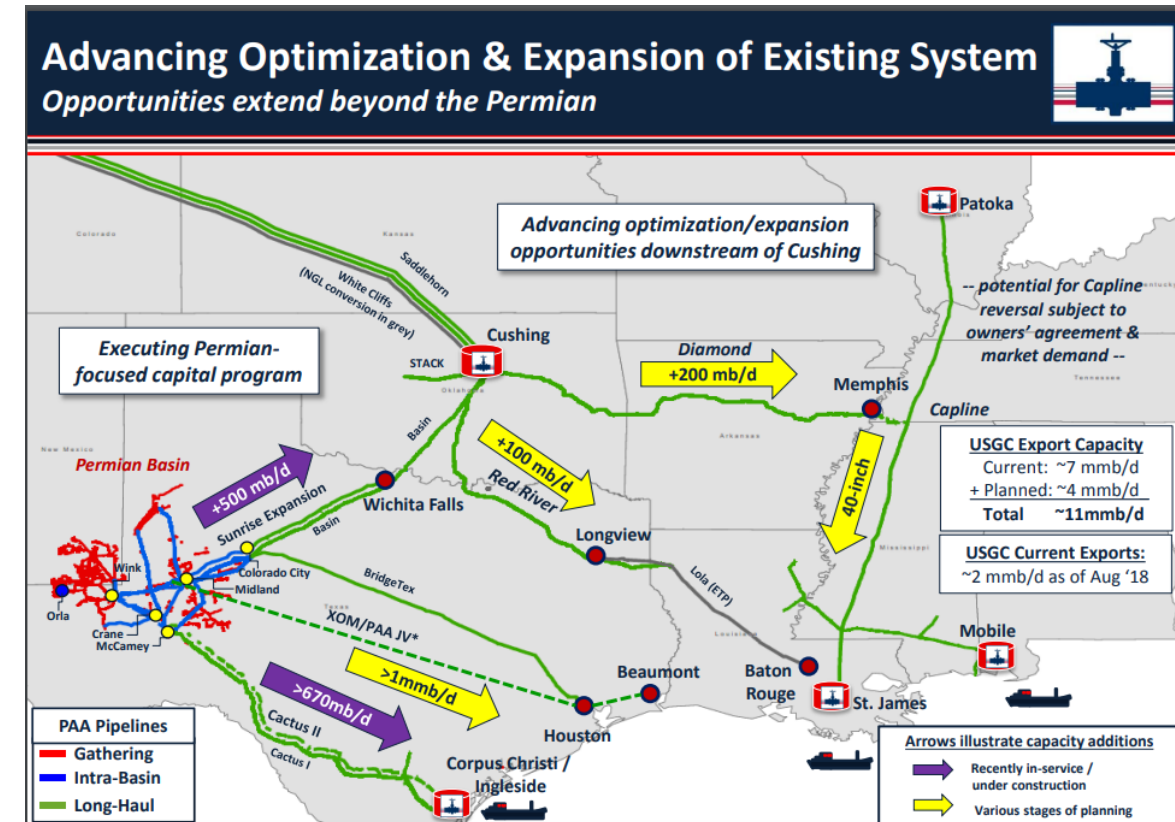 Advancing Optimization & Expansion of Existing System
Opportunities extend beyond the Permian
Colorado
Kansas
Saddlehorn
White Cliffs
(NGL conversion in grey)
Advancing optimization/expansion
opportunities downstream of Cushing
Patoka
-- potential for Capline
reversal subject to
owners' agreement &
market demand --
Executing Permian-
focused capital program
Cushing
STACK
Oklahoma
Diamond
+200 mb/d
Memphis
Tennessee
Capline
Arkansas
New Mexico
Permian Basin
+500 mb/d
Basin
Sunrise Expansion
Basin
Wichita Falls
+100 mb/d
Red River
40-inch
USGC Export Capacity
Current: ~7 mmb/d
+ Planned: ~4 mmb/d
Total ~11mmb/d
USGC Current Exports:
~2 mmb/d as of Aug '18
Longview
Mississippi
Wink
Colorado City
Midland
Orla
Crane
McCamey
BridgeTex
Texas
XOM/PAA JV*
Lola (ETP)
Louisiana
>670mb/d
>1mmb/d
Beaumont
Baton
Rouge
Mobile
St. James
Houston
Cactus II
Cactus I
Corpus Christi /
Ingleside
PAA Pipelines
Gathering
Intra-Basin
Long-Haul
Arrows illustrate capacity additions
Recently in-service /
under construction
Various stages of planning